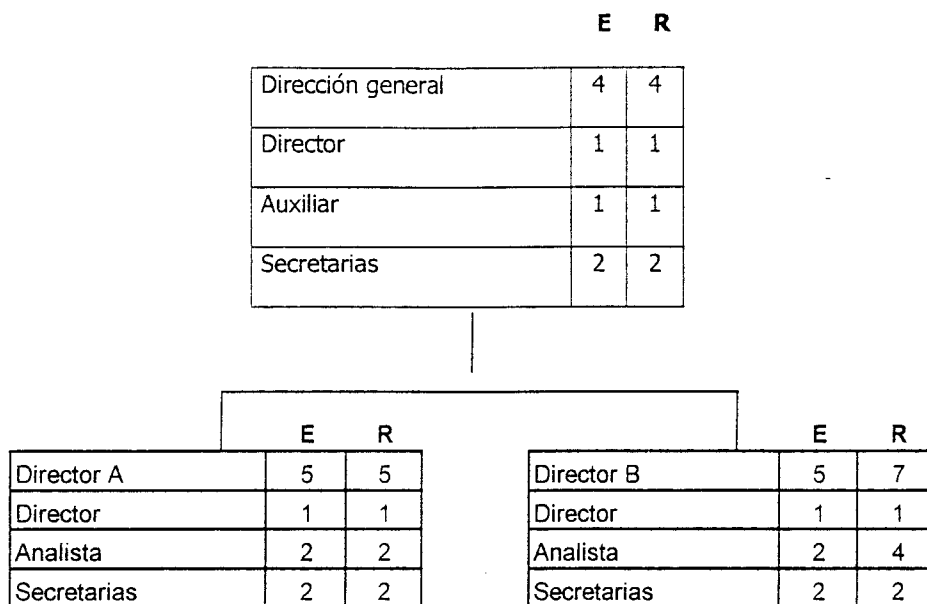 E R
Dirección general 4 4
Director 1 1
Auxiliar 1 1
Secretarias 2 2
E R
Director A 5 5
Director 1 1
Analista 2 2
Secretarias 2 2
E R
Director B 5 7
Director 1 1
Analista 2 4
Secretarias 2 2